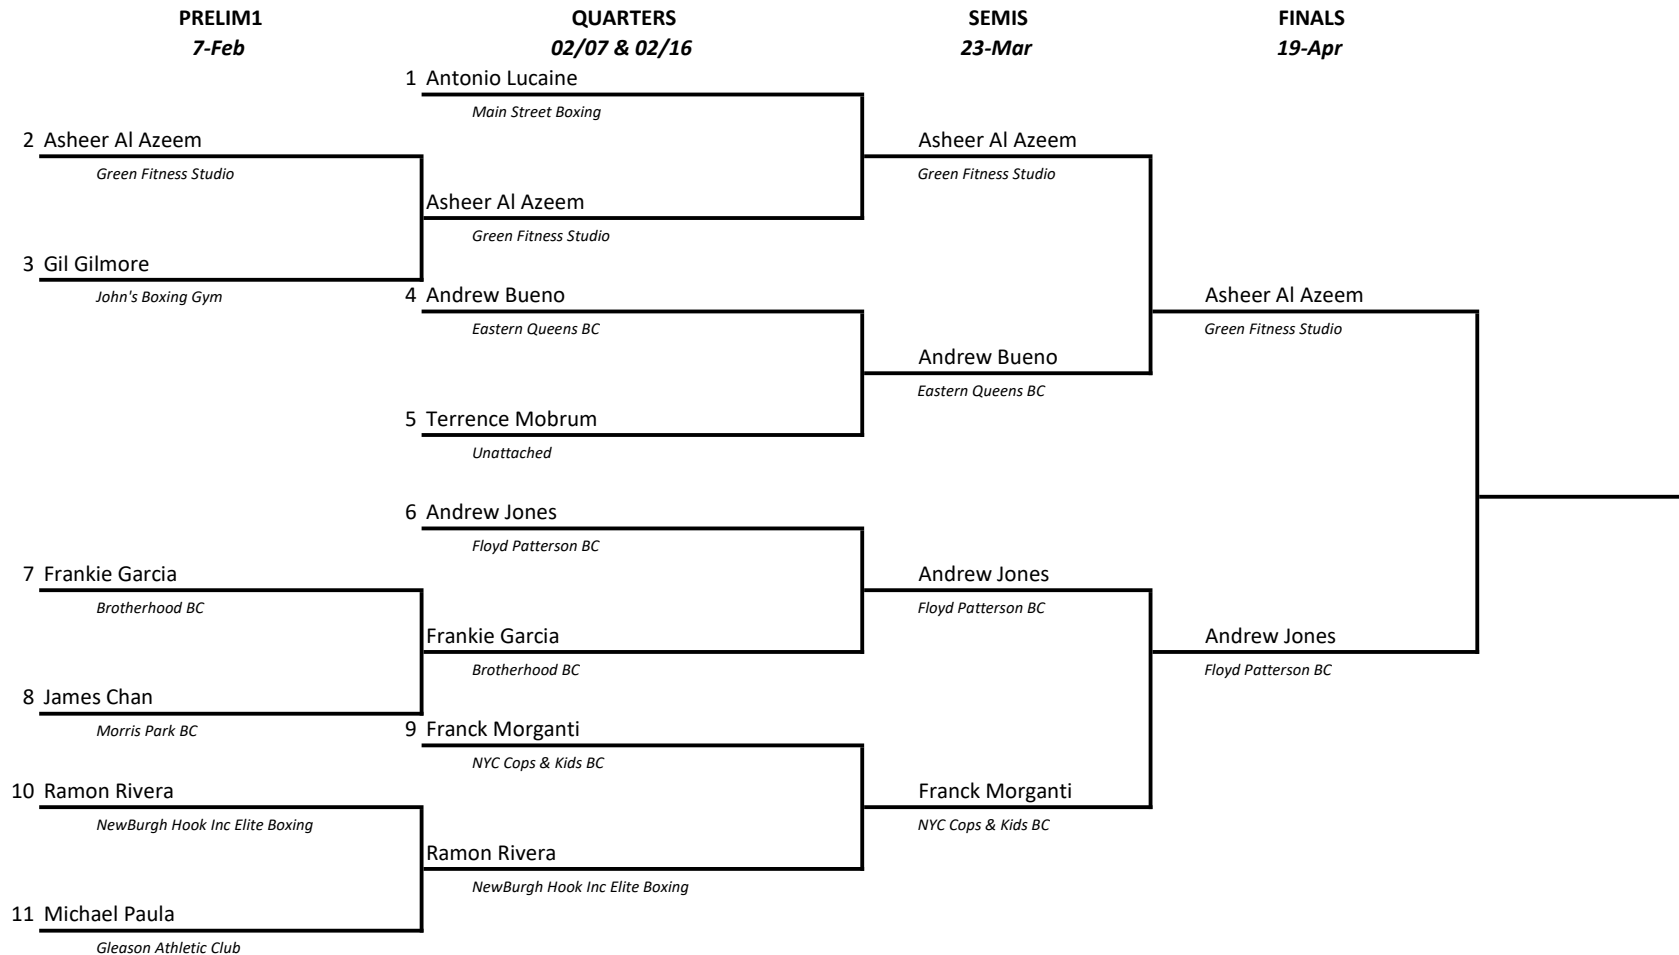 PRELIM1
7-Feb
QUARTERS
02/07 & 02/16
SEMIS
23-Mar
FINALS
19-Apr
1 Antonio Lucaine
Main Street Boxing
2 Asheer Al Azeem
Green Fitness Studio
Asheer Al Azeem
Green Fitness Studio
Asheer Al Azeem
Green Fitness Studio
3 Gil Gilmore
John's Boxing Gym
4 Andrew Bueno
Eastern Queens BC
Asheer Al Azeem
Green Fitness Studio
Andrew Bueno
Eastern Queens BC
5 Terrence Mobrum
Unattached
6 Andrew Jones
Floyd Patterson BC
7 Frankie Garcia
Brotherhood BC
Andrew Jones
Floyd Patterson BC
Frankie Garcia
Brotherhood BC
Andrew Jones
Floyd Patterson BC
8 James Chan
Morris Park BC
9 Franck Morganti
NYC Cops & Kids BC
10 Ramon Rivera
NewBurgh Hook Inc Elite Boxing
Franck Morganti
NYC Cops & Kids BC
Ramon Rivera
NewBurgh Hook Inc Elite Boxing
11 Michael Paula
Gleason Athletic Club